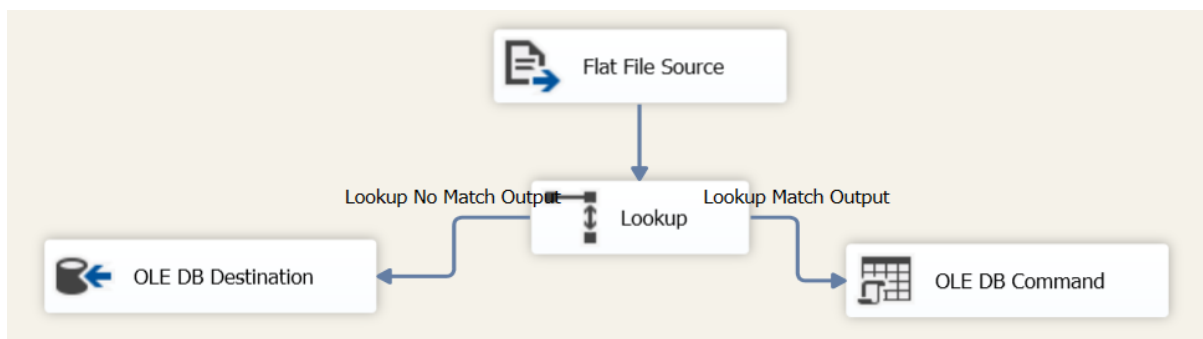 Flat File Source
Lookup No Match Output
Lookup Match Output
Lookup
OLE DB Destination
OLE DB Command